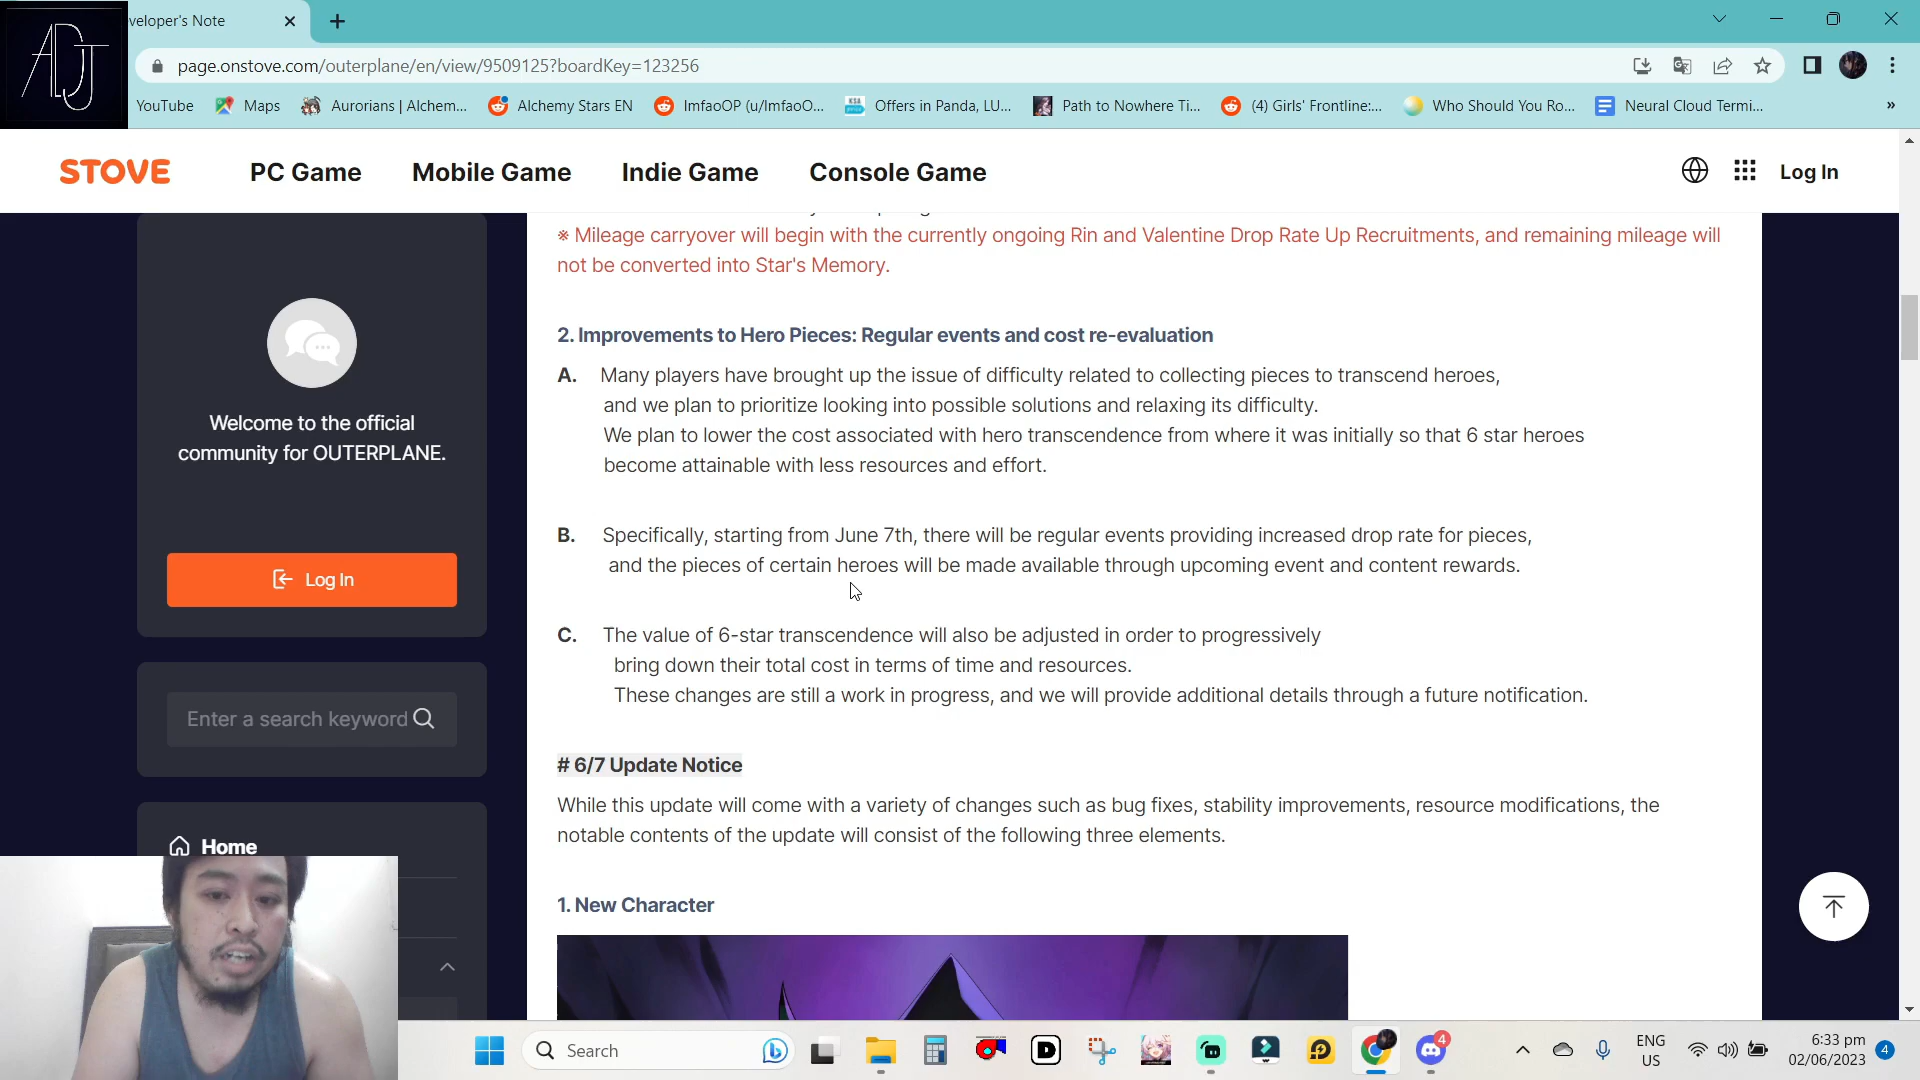 ADJ
veloper's Note
page.onstove.com/outerplane/en/view/9509125?boardKey=123256
YouTube
Maps
Aurorians | Alchem...
Alchemy Stars EN
ImfaoOP (u/ImfaoO...
Offers in Panda, LU...
Path to Nowhere Ti...
(4) Girls' Frontline:...
Who Should You Ro...
Neural Cloud Termi...
»
STOVE
PC Game
Mobile Game
Indie Game
Console Game
Log In
※ Mileage carryover will begin with the currently ongoing Rin and Valentine Drop Rate Up Recruitments, and remaining mileage will
not be converted into Star's Memory.
2. Improvements to Hero Pieces: Regular events and cost re-evaluation
A. Many players have brought up the issue of difficulty related to collecting pieces to transcend heroes,
and we plan to prioritize looking into possible solutions and relaxing its difficulty.
We plan to lower the cost associated with hero transcendence from where it was initially so that 6 star heroes
become attainable with less resources and effort.
B. Specifically, starting from June 7th, there will be regular events providing increased drop rate for pieces,
and the pieces of certain heroes will be made available through upcoming event and content rewards.
C. The value of 6-star transcendence will also be adjusted in order to progressively
bring down their total cost in terms of time and resources.
These changes are still a work in progress, and we will provide additional details through a future notification.
# 6/7 Update Notice
While this update will come with a variety of changes such as bug fixes, stability improvements, resource modifications, the
notable contents of the update will consist of the following three elements.
1. New Character
Welcome to the official
community for OUTERPLANE.
Log In
Enter a search keyword
Home
Search
D
4
ENG
US
6:33 pm
02/06/2023
4